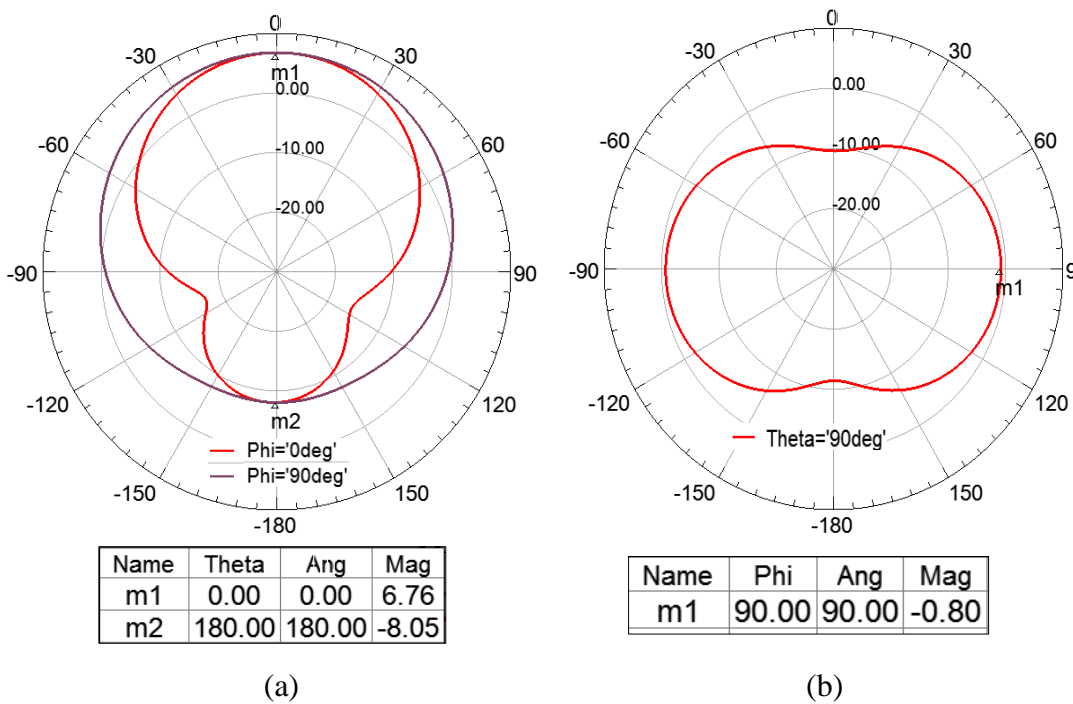 0
-30
30
m1
0.00
-60
60
-10.00
-20.00
-90
90
-120
120
m2
Phi='0deg'
Phi='90deg'
-150
150
-180
Name Theta Ang Mag
m1 0.00 0.00 6.76
m2 180.00 180.00 -8.05
(a)
0
-30
30
0.00
-60
60
-10.00
-20.00
-90
m1
-120
120
Theta='90deg'
-150
150
-180
Name Phi Ang Mag
m1 90.00 90.00 -0.80
(b)